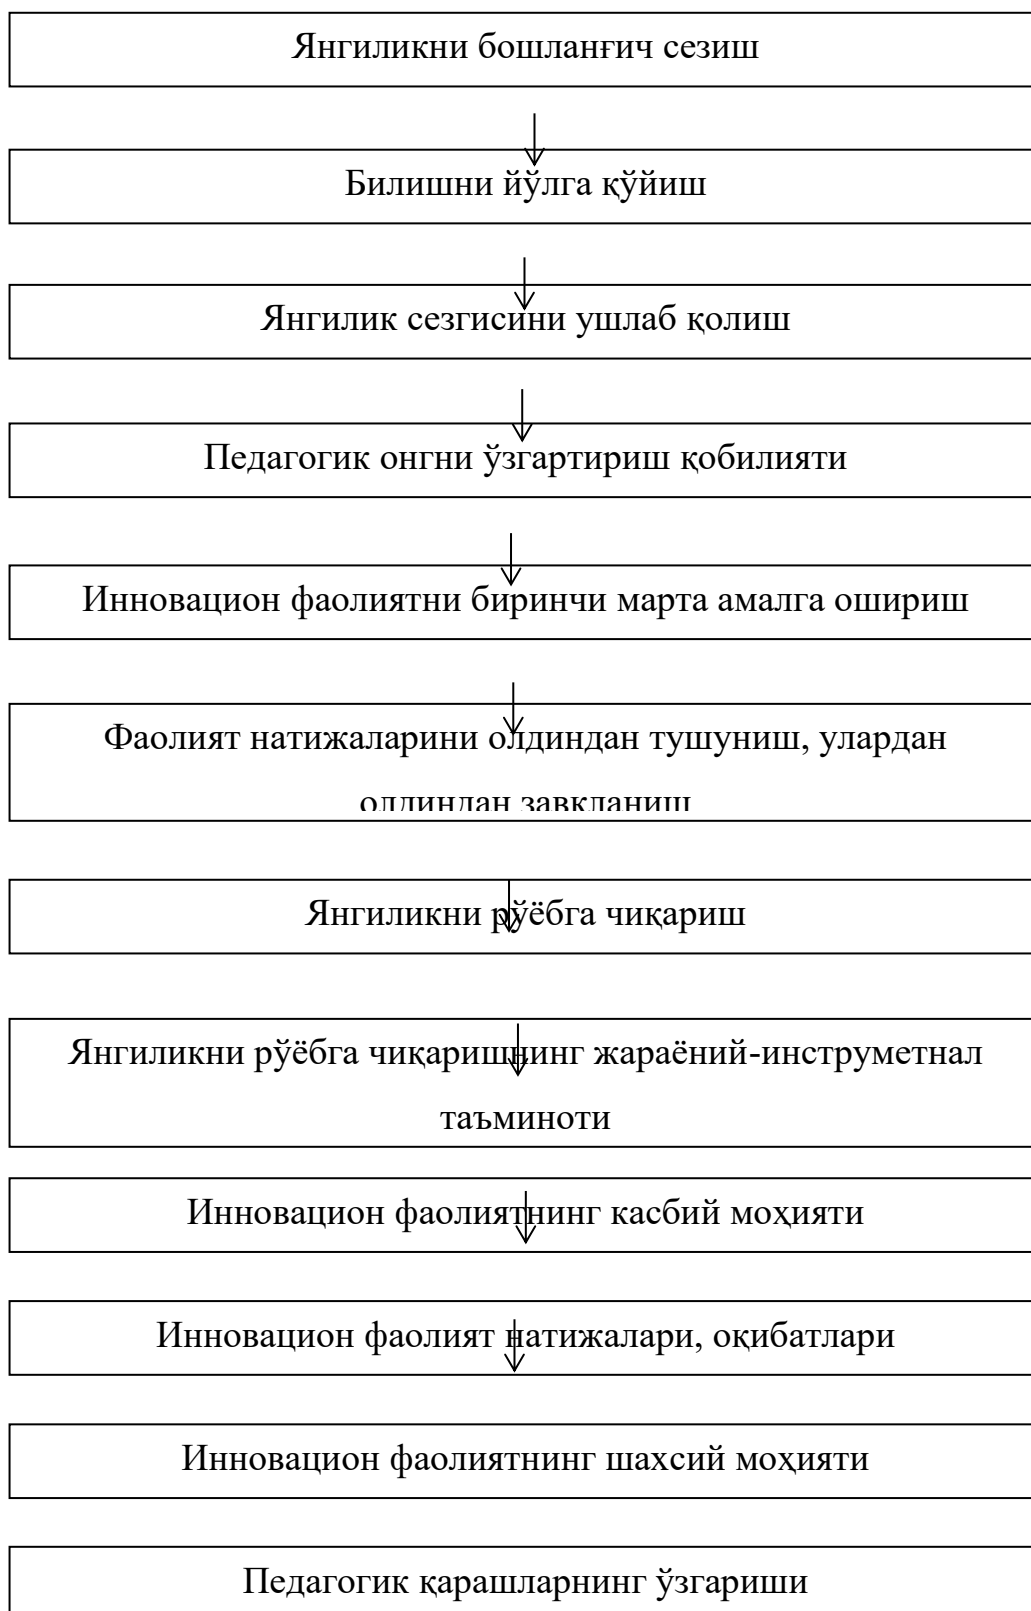 Янгиликни бошланғич сезиш
Билишни йўлга қўйиш
Янгилик сезгисини ушлаб қолиш
Педагогик онгни ўзгартириш қобилияти
Инновацион фаолиятни биринчи марта амалга ошириш
Фаолият натижаларини олдиндан тушуниш, улардан
олдиндан завқланиш
Янгиликни рўёбга чиқариш
Янгиликни рўёбга чиқаришнинг жараёний-инструметнал
таъминоти
Инновацион фаолиятнинг касбий моҳияти
Инновацион фаолият натижалари, оқибатлари
Инновацион фаолиятнинг шахсий моҳияти
Педагогик қарашларнинг ўзгариши